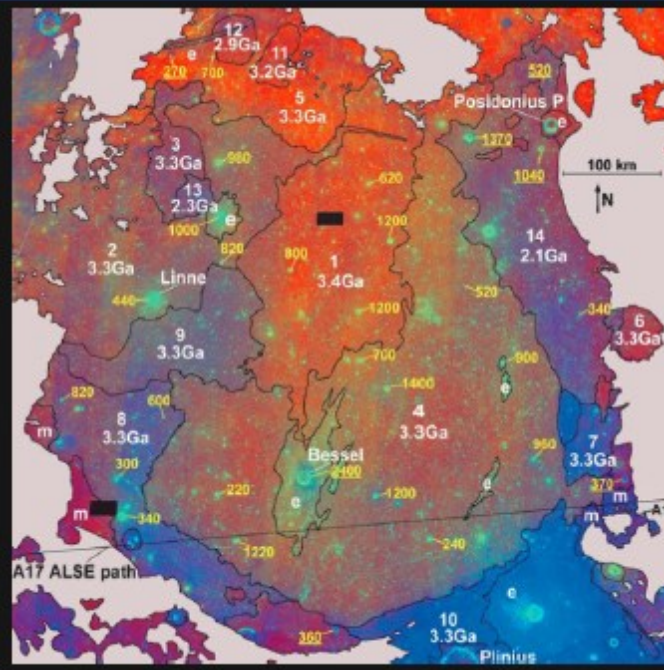 12
2.9Ga
11
3.2Ga
e
270
700
5
3.3Ga
520
Posidonius P
e
3
3.3Ga
980
1370
100 km
1040
N
620
13
2.3Ga
e
1000
1200
820
14
2.1Ga
2
3.3Ga
Linne
1
3.4Ga
800
440
520
1200
340
6
3.3Ga
9
3.3Ga
700
900
820
600
1400
e
4
3.3Ga
8
3.3Ga
m
Bessel
960
7
3.3Ga
300
2400
220
e
1200
e
370
m
m
340
m
1220
240
A17 ALSE path
e
360
10
3.3Ga
Plinius